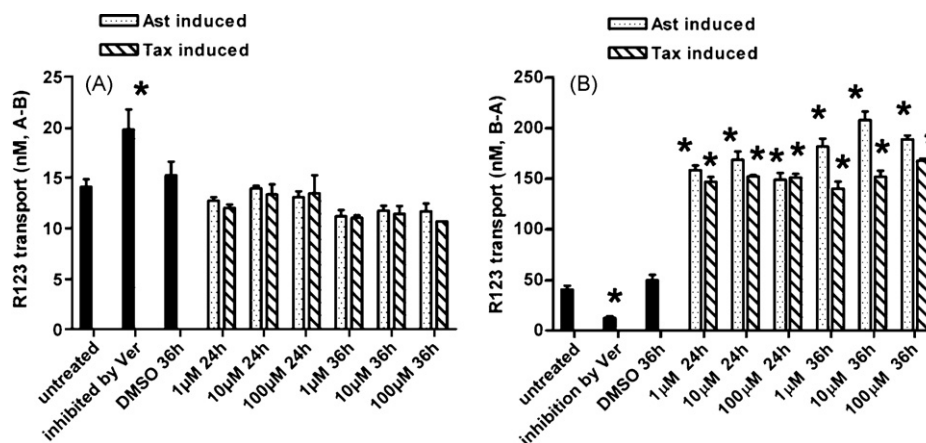 Ast induced
Tax induced
(A)
R123 transport (nM, A-B)
25
20
15
10
5
0
*
untreated
inhibited by Ver
DMSO 36h
1μM 24h
10μM 24h
100μM 24h
1μM 36h
10μM 36h
100μM 36h
Ast induced
Tax induced
(B)
R123 transport (nM, B-A)
250
200
150
100
50
0
* * * * * * * * * * * *
untreated
inhibition by Ver
DMSO 36h
1μM 24h
10μM 24h
100μM 24h
1μM 36h
10μM 36h
100μM 36h